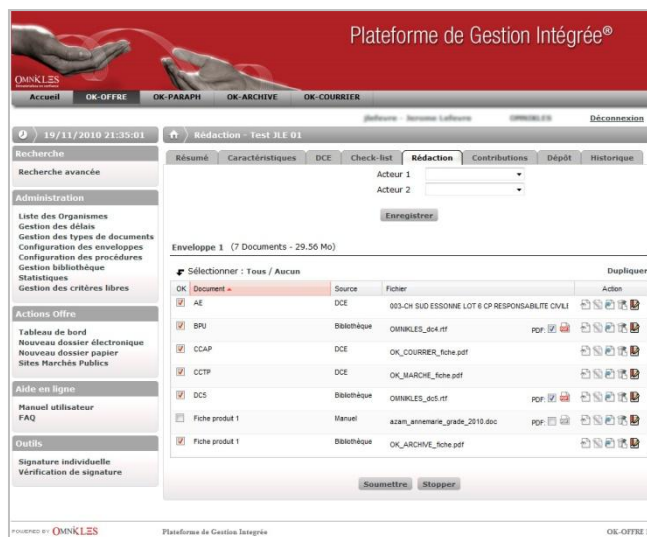 Plateforme de Gestion Intégrée®
OMNKLES
Accueil OK-OFFRE OK-PARAPH OK-ARCHIVE OK-COURRIER
Déconnexion
19/11/2010 21:35:01
Rédaction - Test JLE 01
Recherche
Recherche avancée
Administration
Liste des Organismes
Gestion des délais
Gestion des types de documents
Configuration des enveloppes
Configuration des procédures
Gestion bibliothèque
Statistiques
Gestion des critères libres
Actions Offre
Tableau de bord
Nouveau dossier électronique
Nouveau dossier papier
Sites Marchés Publics
Aide en ligne
Manuel utilisateur
FAQ
Outils
Signature individuelle
Vérification de signature
Résumé Caractéristiques DCE Check-list Rédaction Contributions Dépôt Historique
Acteur 1
Acteur 2
Enregistrer
Enveloppe 1 (7 Documents - 29.56 Mo)
Sélectionner : Tous / Aucun Dupliquer
OK Document Source Fichier Action
AE DCE 003-CH SUD ESSONNE LOT 6 CP RESPONSABILITE CIVILE
BPU Bibliothèque OMNIKLES_dc4.rtf PDF:
CCAP DCE OK_COURRIER_fiche.pdf
CCTP DCE OK_MARCHE_fiche.pdf
DC5 Bibliothèque OMNIKLES_dc5.rtf PDF:
Fiche produit 1 Manuel azam_annemarie_grade_2010.doc PDF:
Fiche produit 1 Bibliothèque OK_ARCHIVE_fiche.pdf
Soumettre Stopper
POWERED BY OMNKLES Plateforme de Gestion Integrée OK-OFFRE